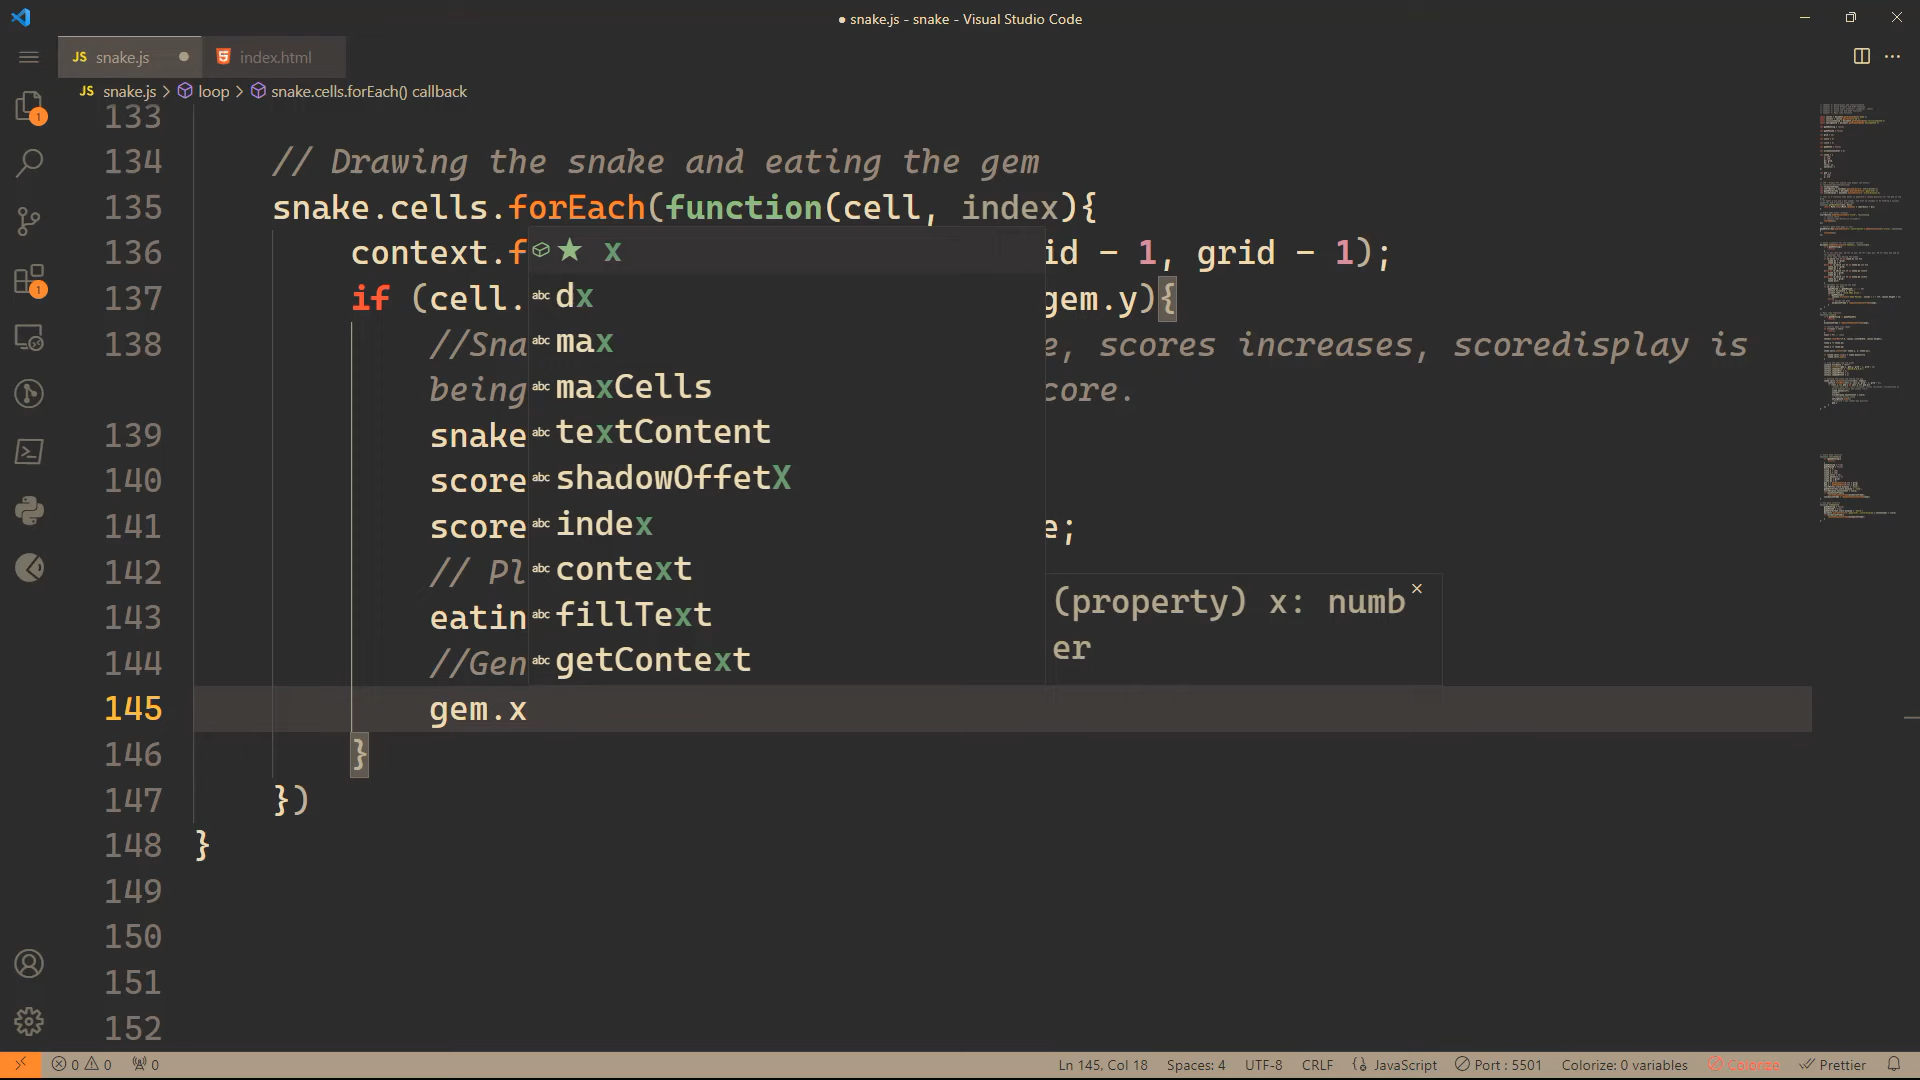 ● snake.js - snake - Visual Studio Code
JS snake.js ●
index.html
JS snake.js > loop > snake.cells.forEach() callback
133
134 // Drawing the snake and eating the gem
135 snake.cells.forEach(function(cell, index){
136 context.f id - 1, grid - 1);
137 if (cell. gem.y){
138 //Sna e, scores increases, scoredisplay is
being core.
139 snake
140 score
141 score e;
142 // Pl
143 eatin
144 //Gen
145 gem.x
146 }
147 })
148 }
149
150
151
152
★ x
abc dx
abc max
abc maxCells
abc textContent
abc shadowOffetX
abc index
abc context
abc fillText
abc getContext
(property) x: numb
er
1
1
0 0 0
Ln 145, Col 18 Spaces: 4 UTF-8 CRLF JavaScript Port : 5501 Colorize: 0 variables Colorize Prettier